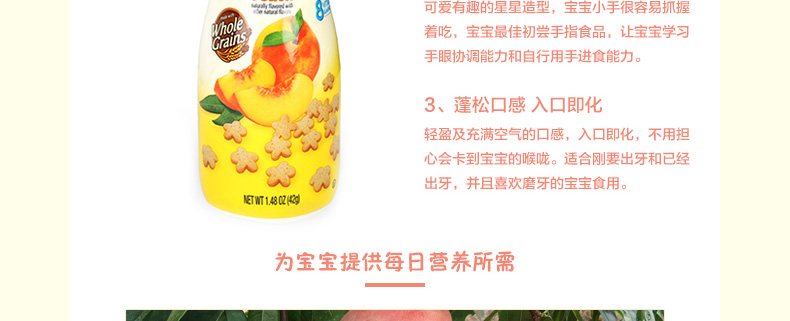 naturally flavored with
other natural flavors
8
Made with
Whole
Grains
NET WT 1.48 OZ (42g)
可爱有趣的星星造型，宝宝小手很容易抓握
着吃，宝宝最佳初尝手指食品，让宝宝学习
手眼协调能力和自行用手进食能力。
3、蓬松口感 入口即化
轻盈及充满空气的口感，入口即化，不用担
心会卡到宝宝的喉咙。适合刚要出牙和已经
出牙，并且喜欢磨牙的宝宝食用。
为宝宝提供每日营养所需